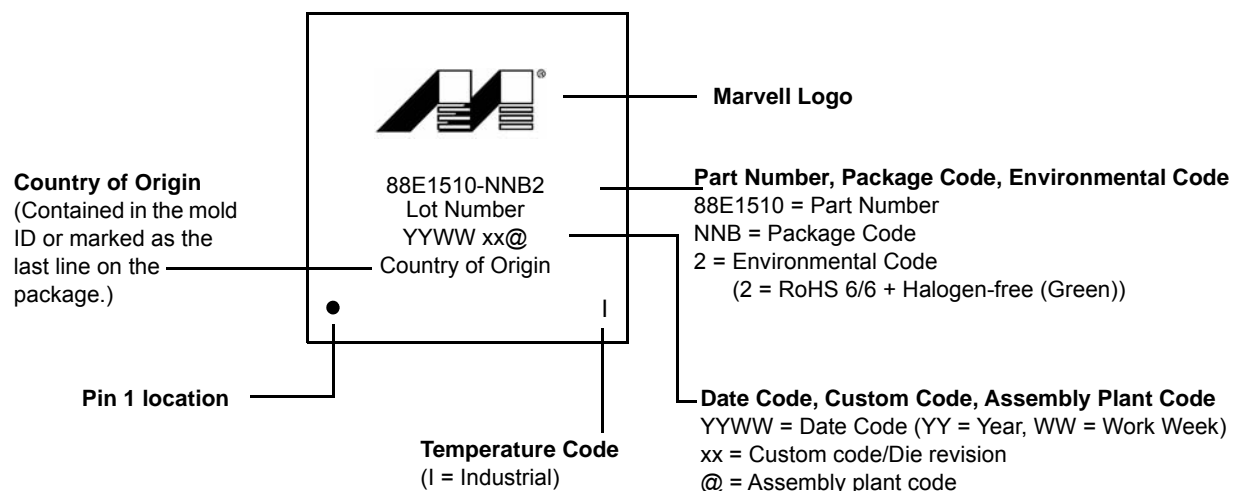 ®
Marvell Logo
Country of Origin
(Contained in the mold
ID or marked as the
last line on the
package.)
88E1510-NNB2
Lot Number
YYWW xx@
Country of Origin
I
Part Number, Package Code, Environmental Code
88E1510 = Part Number
NNB = Package Code
2 = Environmental Code
(2 = RoHS 6/6 + Halogen-free (Green))
Pin 1 location
Temperature Code
(I = Industrial)
Date Code, Custom Code, Assembly Plant Code
YYWW = Date Code (YY = Year, WW = Work Week)
xx = Custom code/Die revision
@ = Assembly plant code